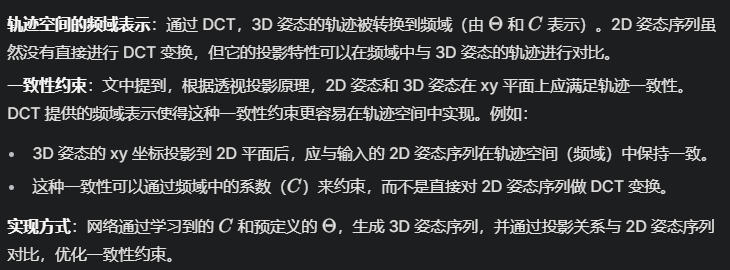 轨迹空间的频域表示：通过 DCT，3D 姿态的轨迹被转换到频域（由 Θ 和 C 表示）。2D 姿态序列虽
然没有直接进行 DCT 变换，但它的投影特性可以在频域中与 3D 姿态的轨迹进行对比。
一致性约束：文中提到，根据透视投影原理，2D 姿态和 3D 姿态在 xy 平面上应满足轨迹一致性。
DCT 提供的频域表示使得这种一致性约束更容易在轨迹空间中实现。例如：
• 3D 姿态的 xy 坐标投影到 2D 平面后，应与输入的 2D 姿态序列在轨迹空间（频域）中保持一致。
• 这种一致性可以通过频域中的系数（C）来约束，而不是直接对 2D 姿态序列做 DCT 变换。
实现方式：网络通过学习到的 C 和预定义的 Θ，生成 3D 姿态序列，并通过投影关系与 2D 姿态序列
对比，优化一致性约束。